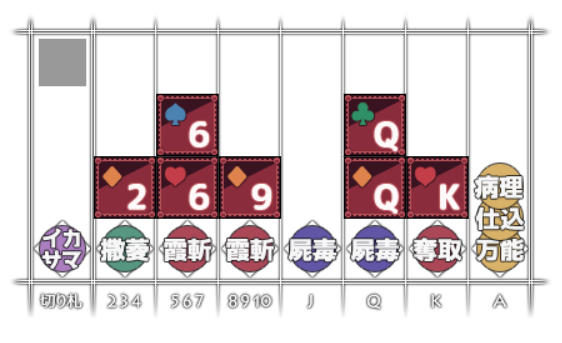 6 Q
2 6 9 Q K
病理
仕込
イカサマ 撒菱 霞斬 霞斬 屍毒 屍毒 奪取 万能
切り札 234 567 8910 J Q K A